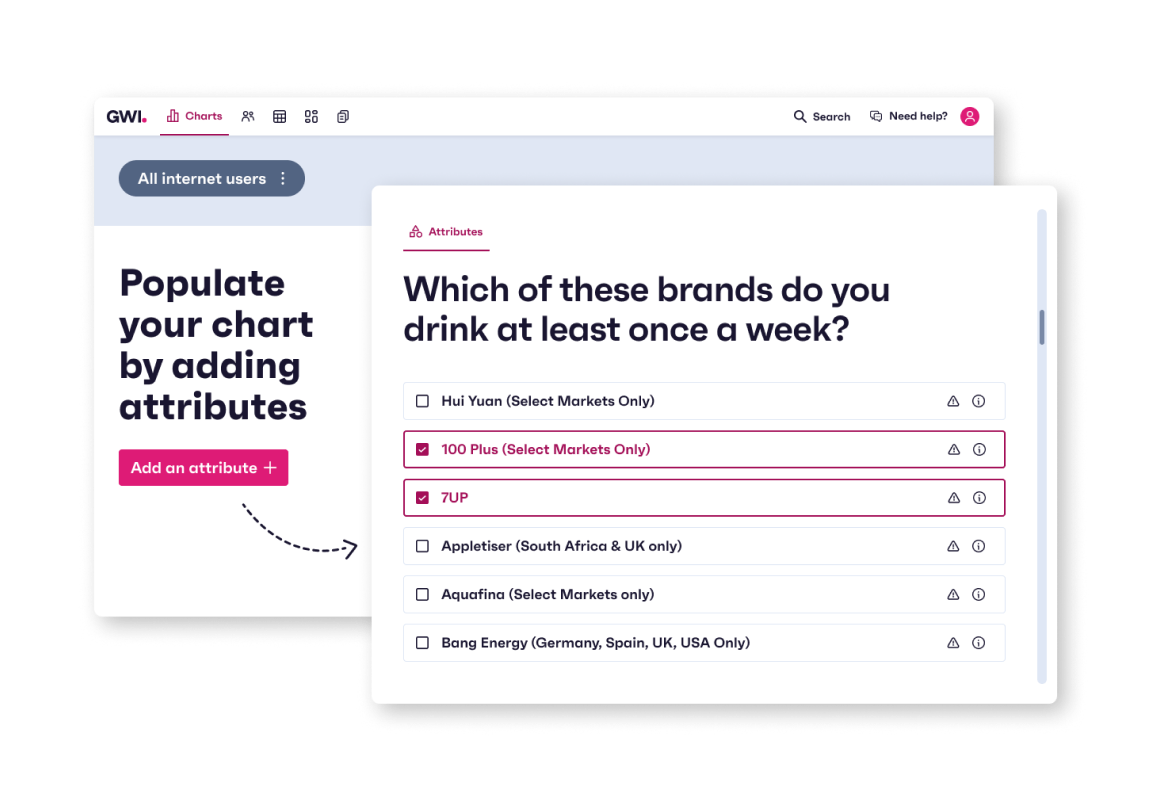 GWI.
Charts
Search
Need help?
All internet users
Populate
your chart
by adding
attributes
Add an attribute +
Attributes
Which of these brands do you
drink at least once a week?
Hui Yuan (Select Markets Only)
100 Plus (Select Markets Only)
7UP
Appletiser (South Africa & UK only)
Aquafina (Select Markets only)
Bang Energy (Germany, Spain, UK, USA Only)